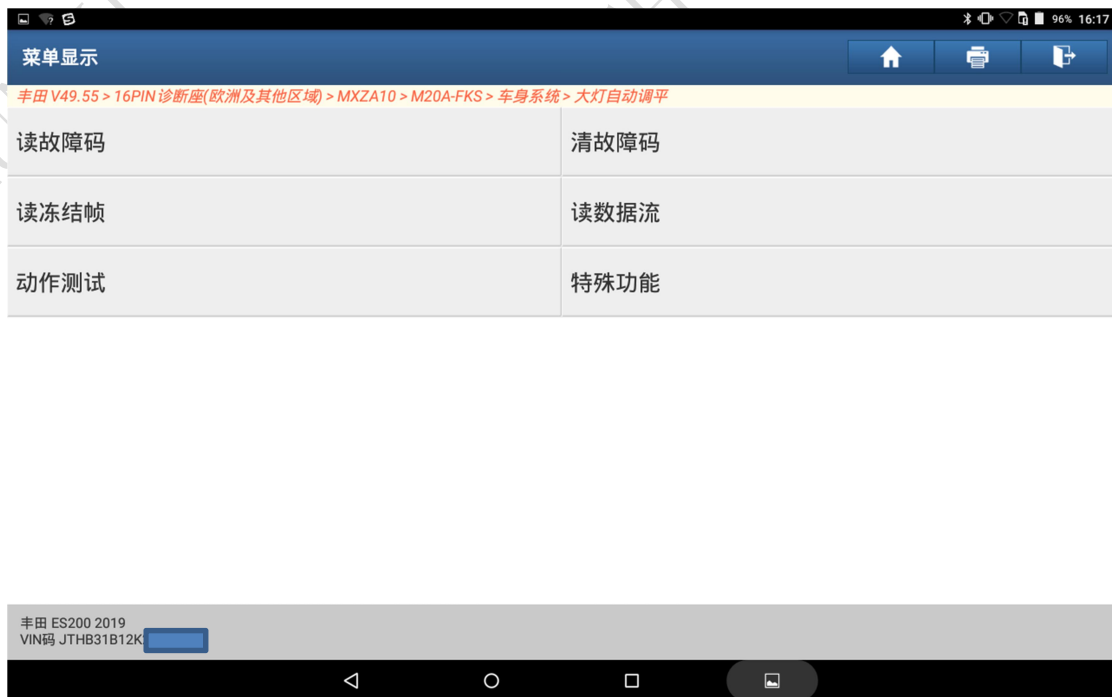 96% 16:17
菜单显示
丰田 V49.55 > 16PIN诊断座(欧洲及其他区域) > MXZA10 > M20A-FKS > 车身系统 > 大灯自动调平
读故障码 清故障码
读冻结帧 读数据流
动作测试 特殊功能
丰田 ES200 2019
VIN码 JTHB31B12K